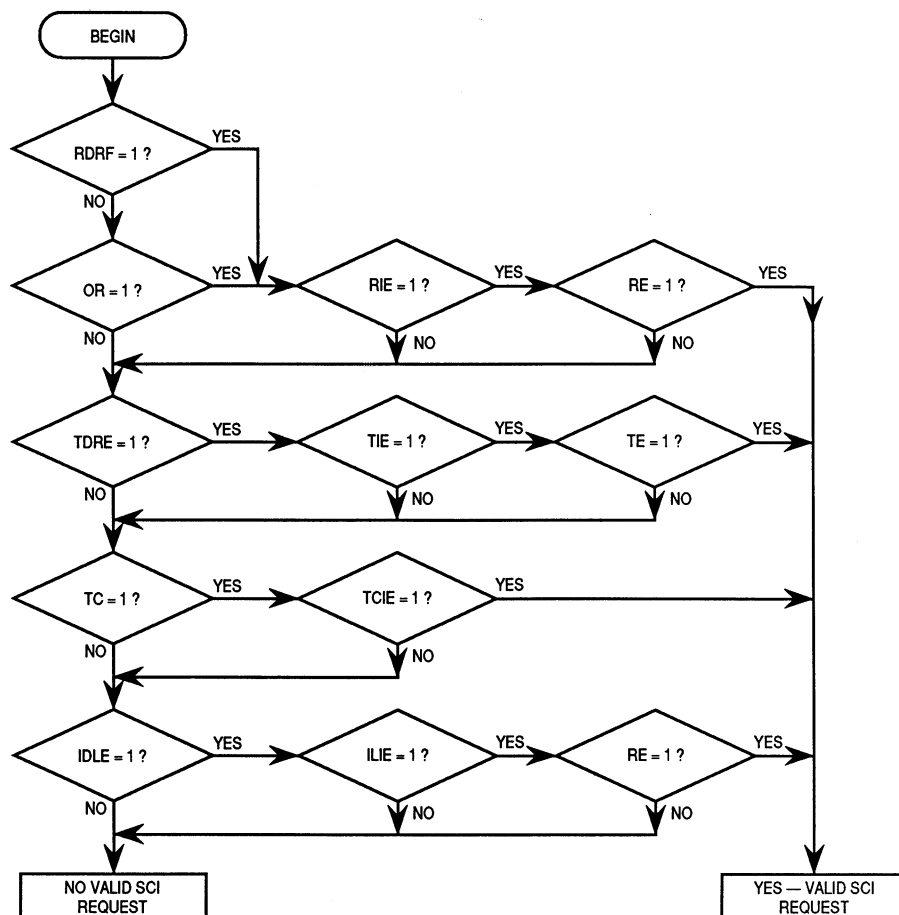 BEGIN
RDRF = 1 ?
YES
NO
OR = 1 ?
YES
RIE = 1 ?
YES
RE = 1 ?
YES
NO
NO
NO
TDRE = 1 ?
YES
TIE = 1 ?
YES
TE = 1 ?
YES
NO
NO
NO
TC = 1 ?
YES
TCIE = 1 ?
YES
NO
NO
IDLE = 1 ?
YES
ILIE = 1 ?
YES
RE = 1 ?
YES
NO
NO
NO
NO VALID SCI
REQUEST
YES — VALID SCI
REQUEST